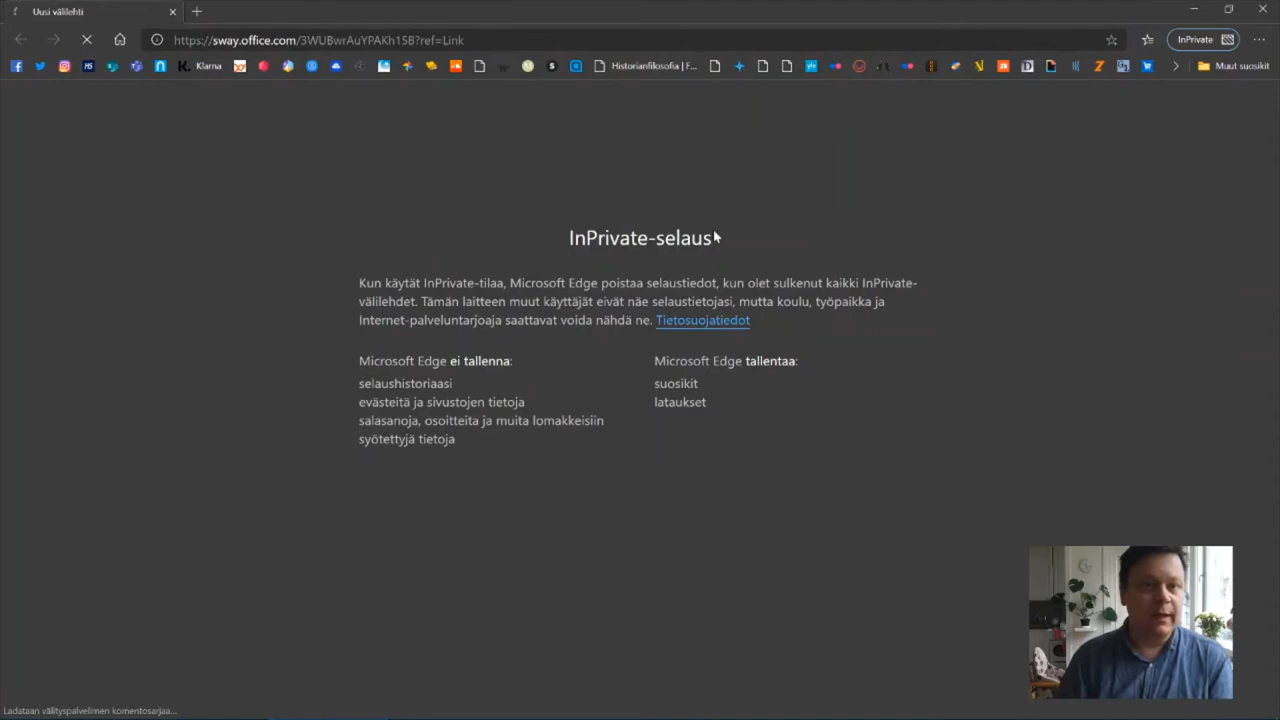 Uusi välilehti
https://sway.office.com/3WUBwrAuYPAKh15B?ref=Link
InPrivate
Klarna
Historianfilosofia | F...
Muut suosikit
InPrivate-selaus
Kun käytät InPrivate-tilaa, Microsoft Edge poistaa selaustiedot, kun olet sulkenut kaikki InPrivate-
välilehdet. Tämän laitteen muut käyttäjät eivät näe selaustietojasi, mutta koulu, työpaikka ja
Internet-palveluntarjoaja saattavat voida nähdä ne. Tietosuojatiedot
Microsoft Edge ei tallenna:
selaushistoriaasi
evästeitä ja sivustojen tietoja
salasanoja, osoitteita ja muita lomakkeisiin
syötettyjä tietoja
Microsoft Edge tallentaa:
suosikit
lataukset
Ladataan välityspalvelimen komentosarjaa...